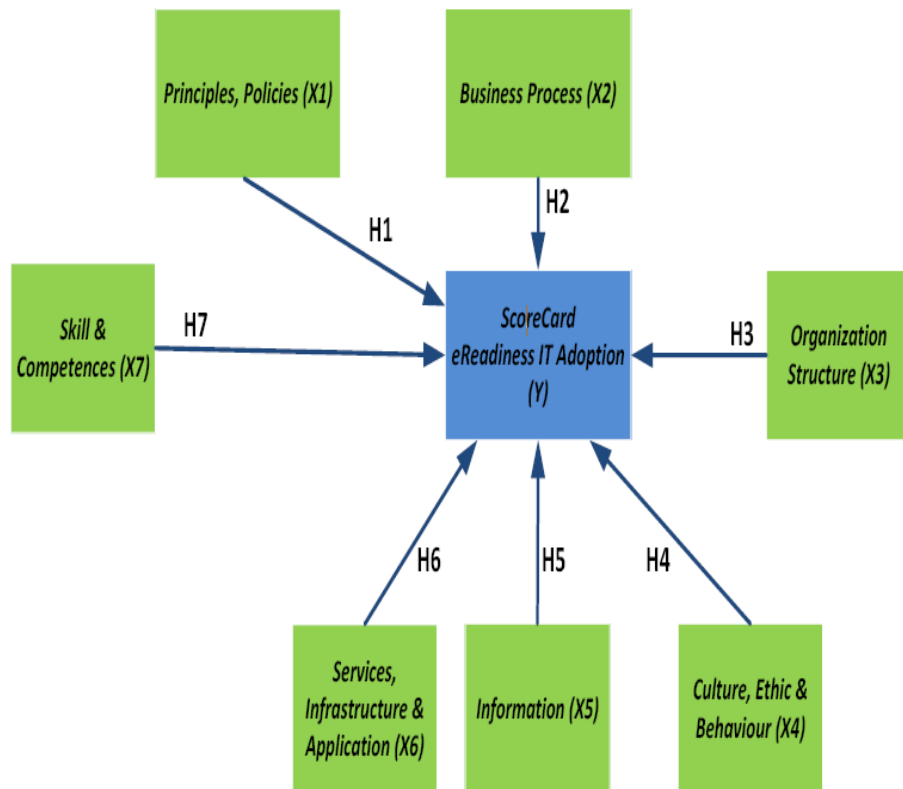 Principles, Policies (X1)
Business Process (X2)
H1
H2
Skill &
Competences (X7)
H7
ScoreCard
eReadiness IT Adoption
(Y)
H3
Organization
Structure (X3)
H6
H5
H4
Services,
Infrastructure &
Application (X6)
Information (X5)
Culture, Ethic &
Behaviour (X4)